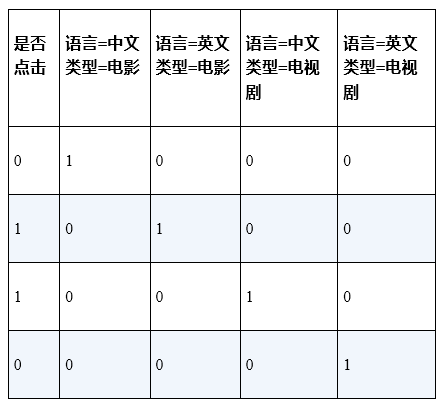 是否 语言=中文 语言=英文 语言=中文 语言=英文
点击 类型=电影 类型=电影 类型=电视 类型=电视
剧 剧
0 1 0 0 0
1 0 1 0 0
1 0 0 1 0
0 0 0 0 1